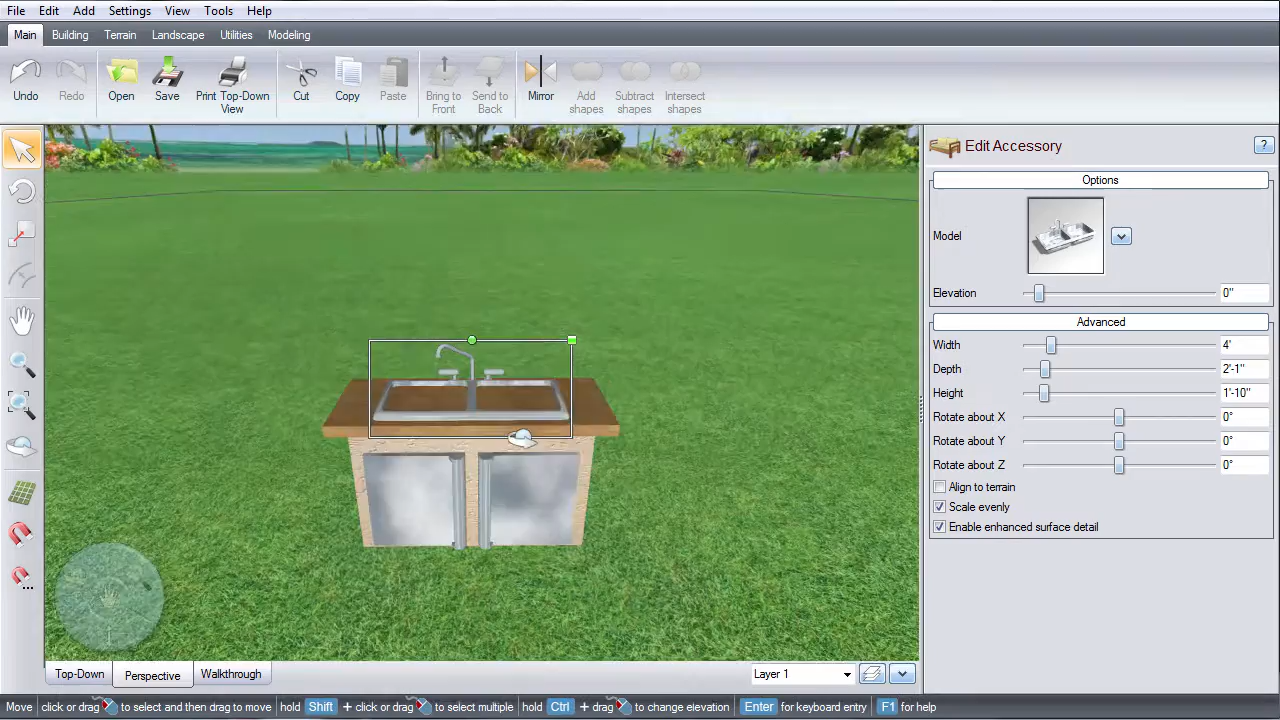 File Edit Add Settings View Tools Help
Main Building Terrain Landscape Utilities Modeling
Undo Redo Open Save Print Top-Down View Cut Copy Paste Bring to Front Send to Back Mirror Add shapes Subtract shapes Intersect shapes
Edit Accessory ?
Options
Model
Elevation 0"
Advanced
Width 4'
Depth 2'-1"
Height 1'-10"
Rotate about X 0°
Rotate about Y 0°
Rotate about Z 0°
Align to terrain
Scale evenly
Enable enhanced surface detail
Top-Down Perspective Walkthrough Layer 1
Move click or drag to select and then drag to move hold Shift + click or drag to select multiple hold Ctrl + drag to change elevation Enter for keyboard entry F1 for help